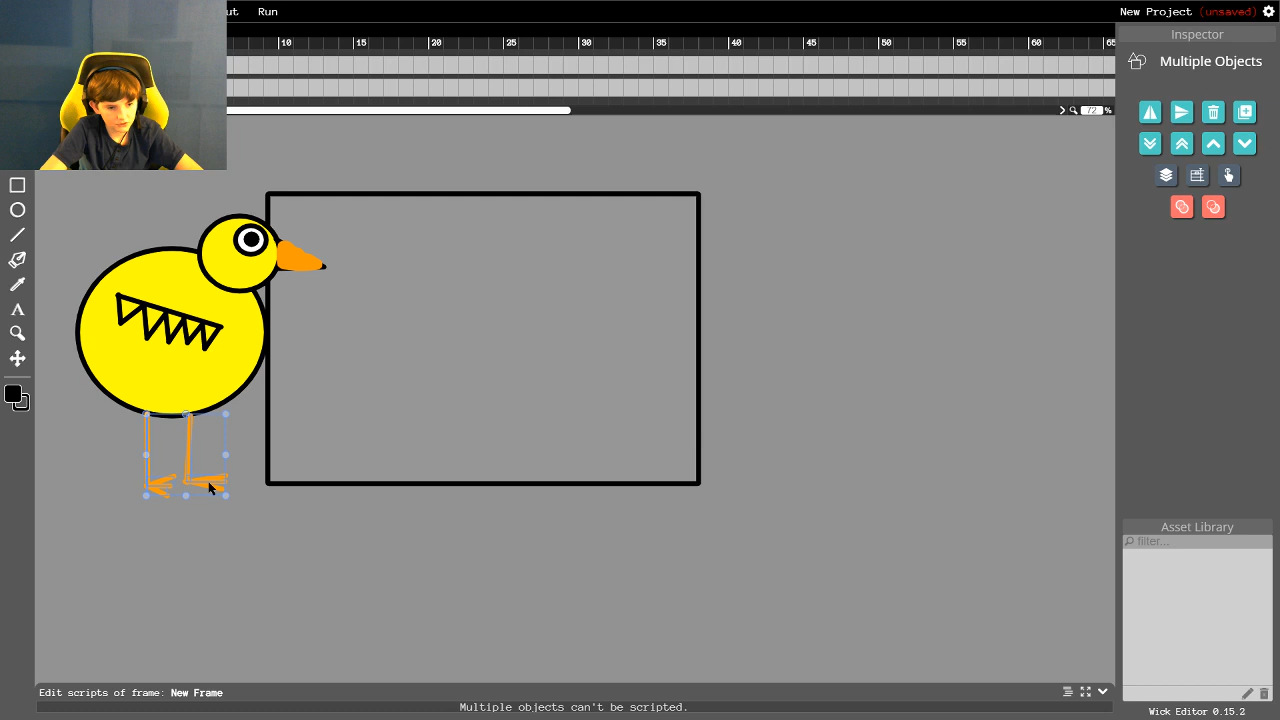 ut Run New Project (unsaved)
Inspector
10 15 20 25 30 35 40 45 50 55 60 65
Multiple Objects
72 %
A
Asset Library
filter...
Edit scripts of frame: New Frame
Multiple objects can't be scripted.
Wick Editor 0.15.2